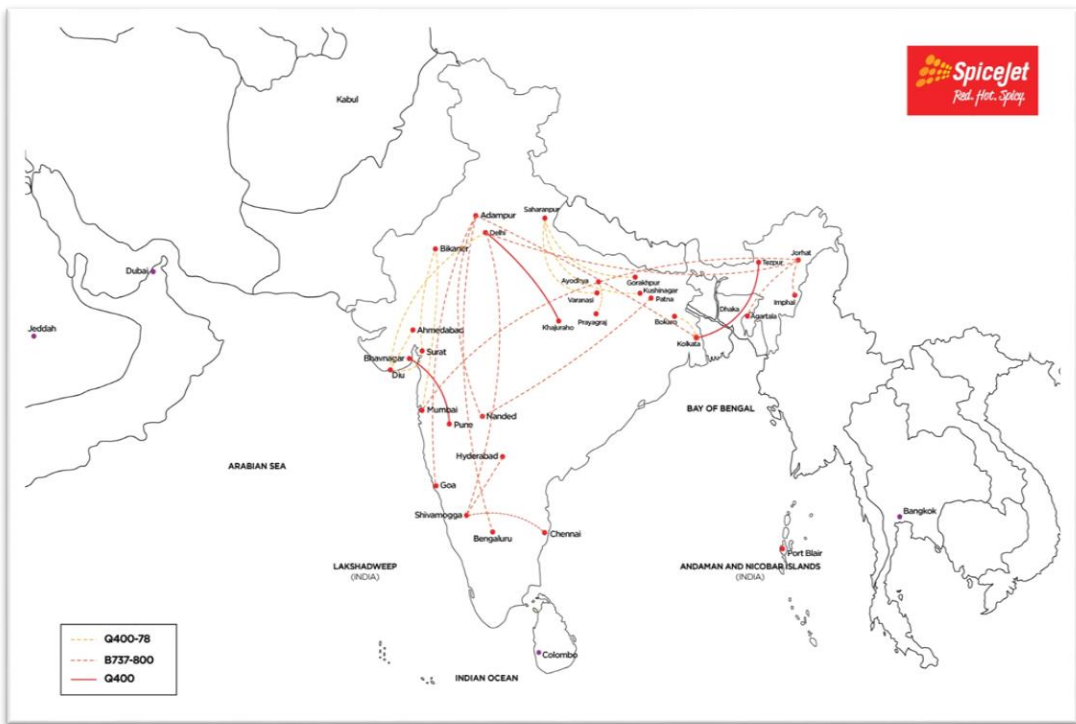 SpiceJet
Red. Hot. Spicy.
Kabul
Dubai
Jeddah
Adampur
Saharanpur
Delhi
Bikaner
Jorhat
Tezpur
Ayodhya
Gorakhpur
Kushinagar
Varanasi
Patna
Imphal
Dhaka
Prayagraj
Khajuraho
Bokaro
Agartala
Kolkata
Ahmedabad
Surat
Bhavnagar
Diu
Mumbai
Nanded
Pune
BAY OF BENGAL
Hyderabad
ARABIAN SEA
Goa
Shivamogga
Bangkok
Bengaluru
Chennai
Port Blair
LAKSHADWEEP
(INDIA)
ANDAMAN AND NICOBAR ISLANDS
(INDIA)
Q400-78
B737-800
Q400
Colombo
INDIAN OCEAN